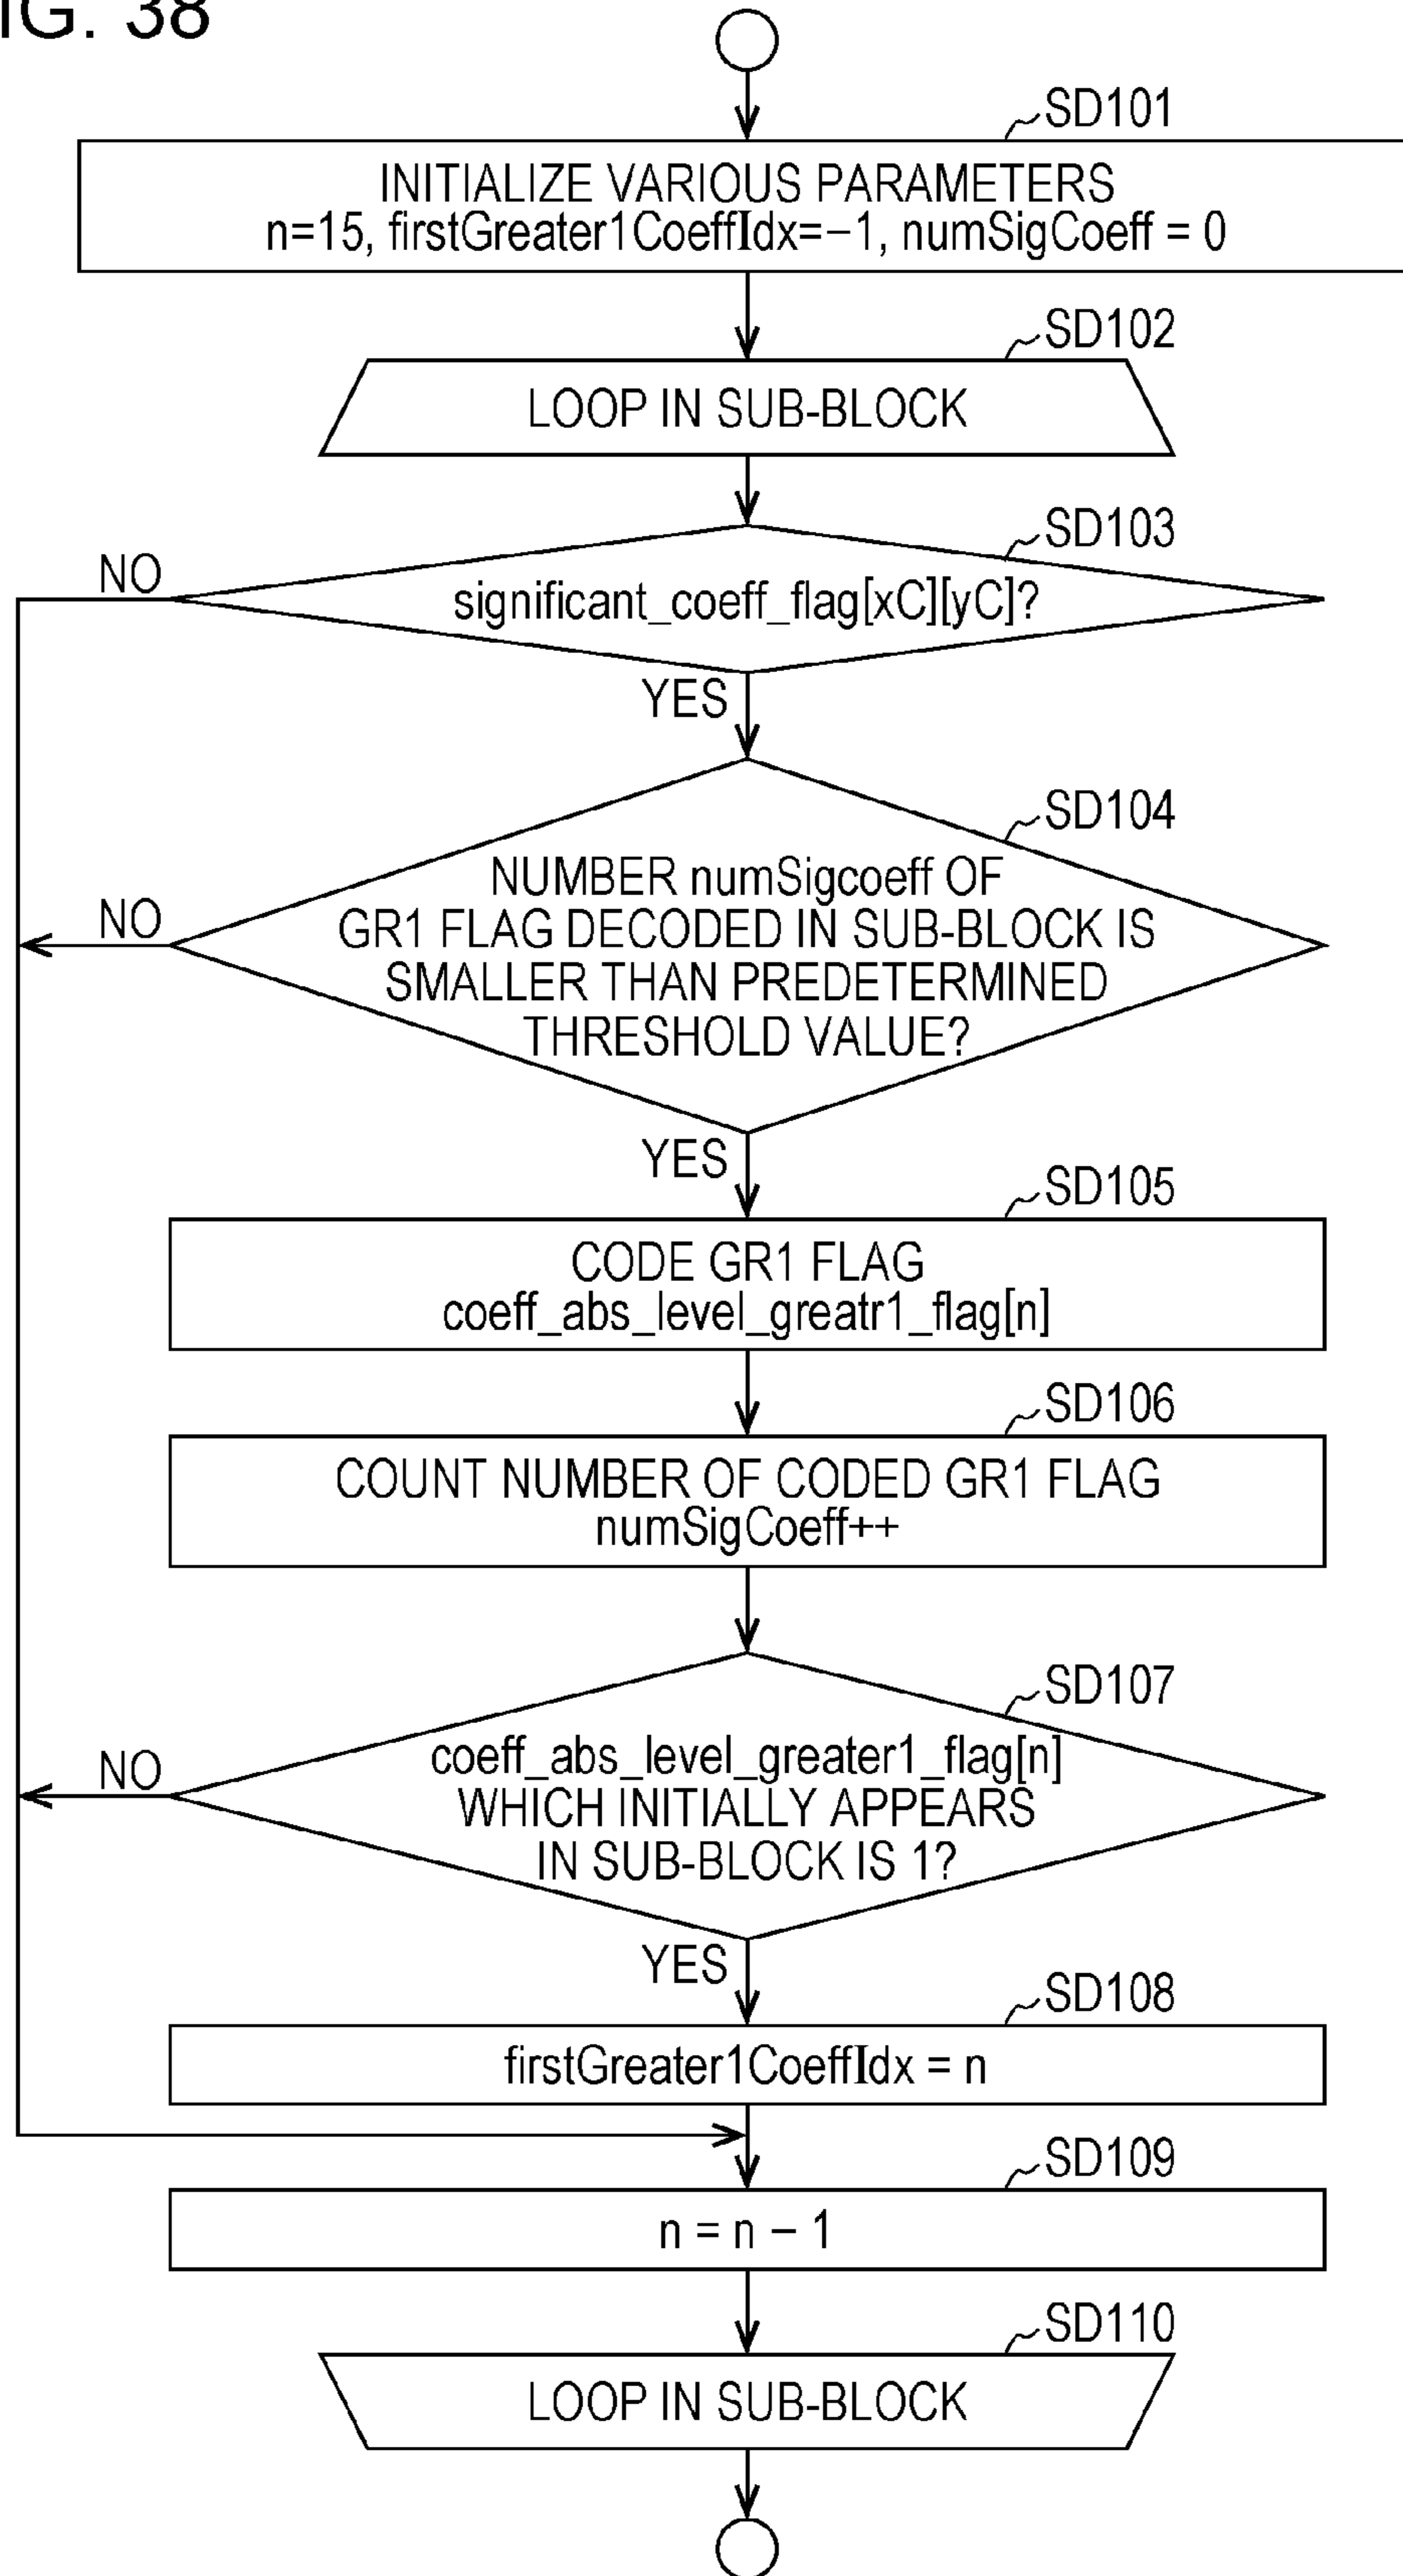 IG. 38
SD101
INITIALIZE VARIOUS PARAMETERS
n=15, firstGreater1CoeffIdx=−1, numSigCoeff = 0
SD102
LOOP IN SUB-BLOCK
SD103
NO
significant_coeff_flag[xC][yC]?
YES
SD104
NUMBER numSigcoeff OF
NO
GR1 FLAG DECODED IN SUB-BLOCK IS
SMALLER THAN PREDETERMINED
THRESHOLD VALUE?
YES
SD105
CODE GR1 FLAG
coeff_abs_level_greatr1_flag[n]
SD106
COUNT NUMBER OF CODED GR1 FLAG
numSigCoeff++
SD107
coeff_abs_level_greater1_flag[n]
NO
WHICH INITIALLY APPEARS
IN SUB-BLOCK IS 1?
YES
SD108
firstGreater1CoeffIdx = n
SD109
n = n − 1
SD110
LOOP IN SUB-BLOCK